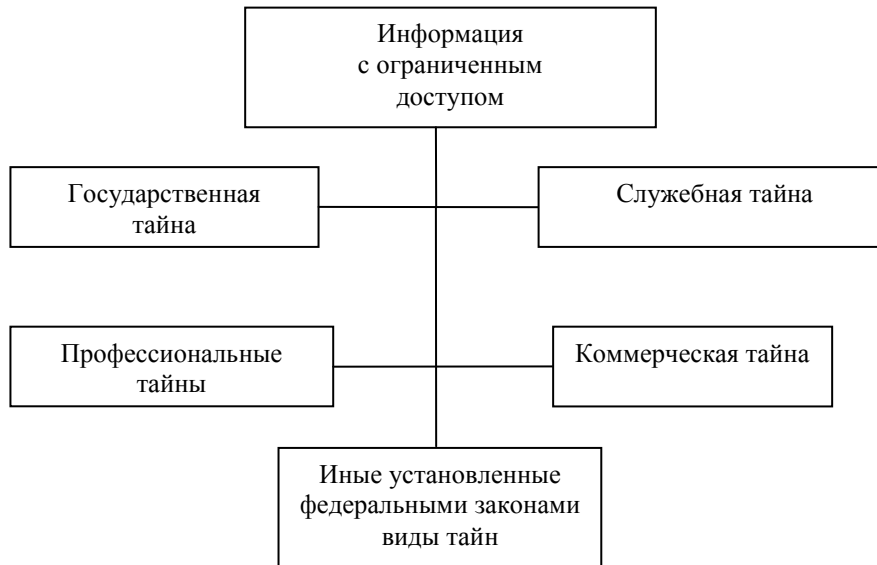 Информация
с ограниченным
доступом
Государственная
тайна
Служебная тайна
Профессиональные
тайны
Коммерческая тайна
Иные установленные
федеральными законами
виды тайн